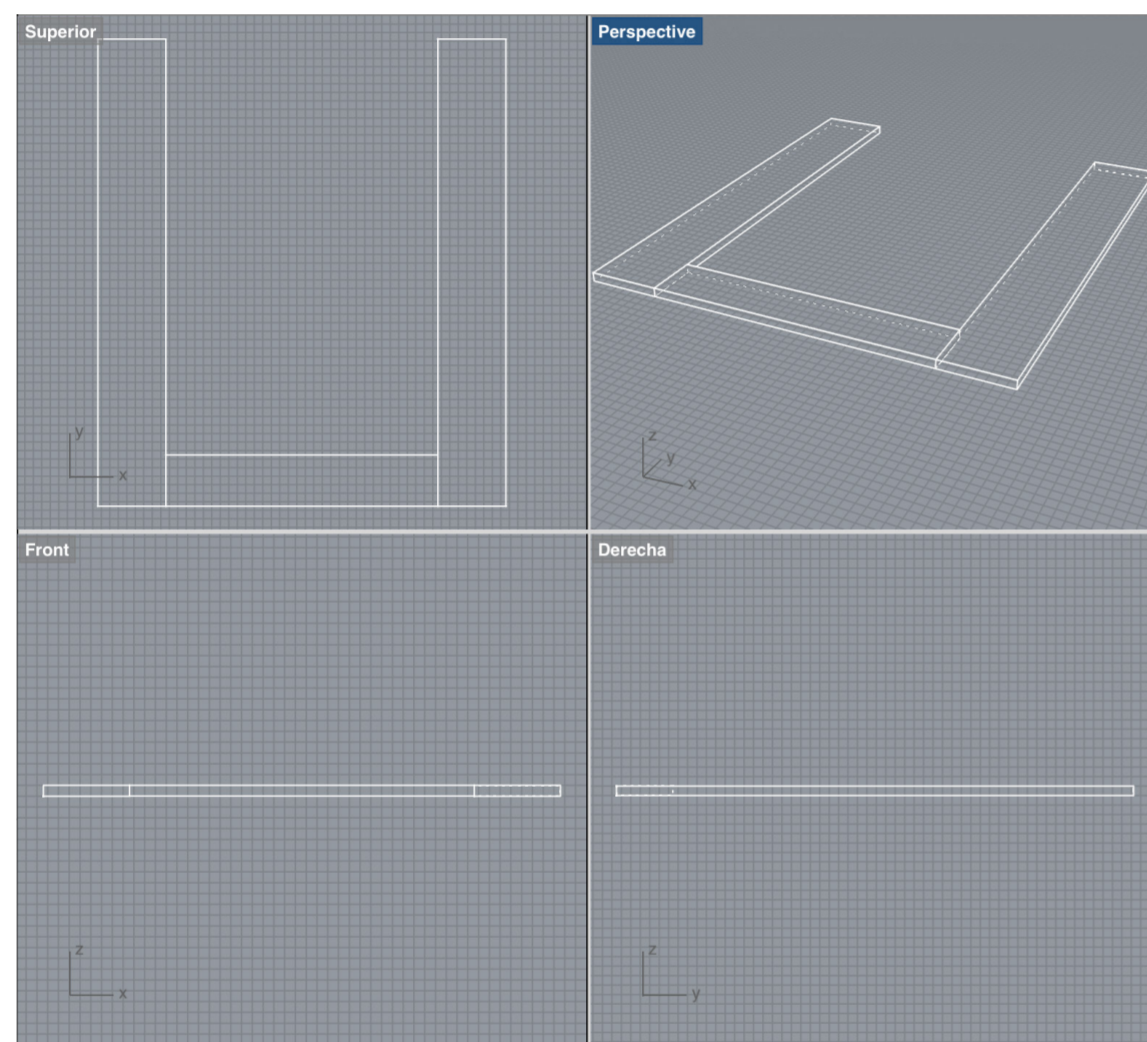 Superior
Perspective
y
x
z
y
x
Front
Derecha
z
x
z
y